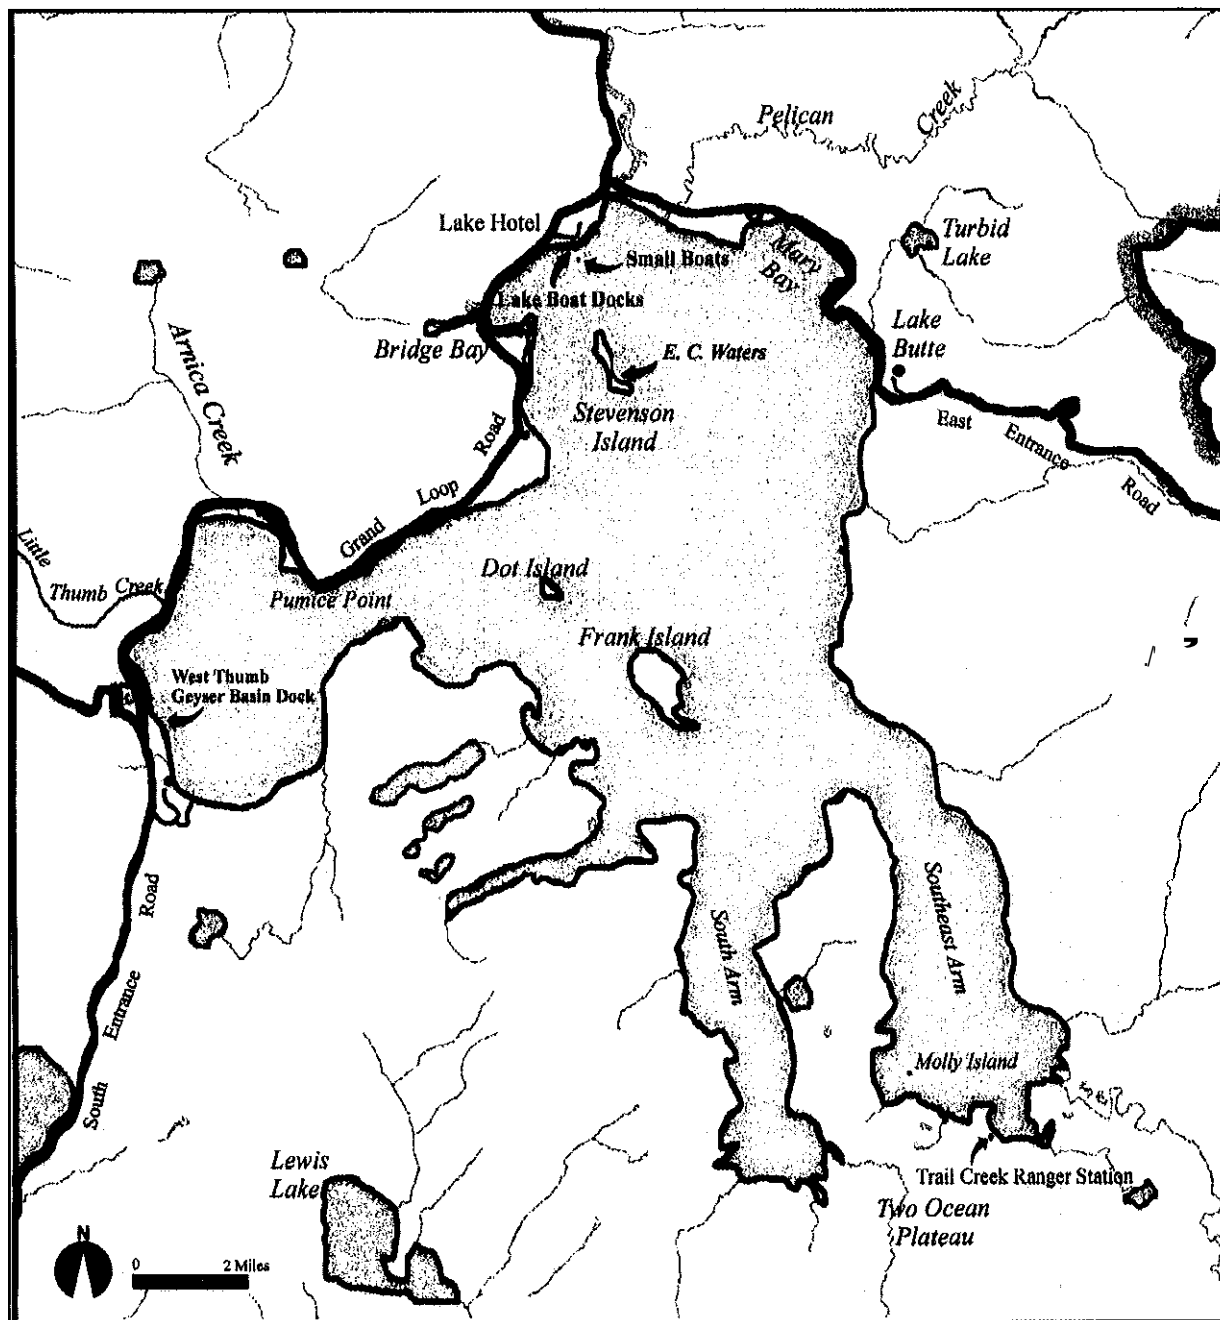 Pelican
Creek
Lake Hotel
Turbid
Lake
Mary
Bay
Small Boats
Lake Boat Docks
Lake
Butte
Bridge Bay
E. C. Waters
Arnica Creek
Stevenson
Island
East
Entrance
Road
Grand
Loop
Road
Little
Thumb Creek
Dot Island
Pumice Point
Frank Island
West Thumb
Geyser Basin Dock
South
Entrance
Road
South Arm
Southeast Arm
Molly Island
Lewis
Lake
Trail Creek Ranger Station
Two Ocean
Plateau
N
0 2 Miles